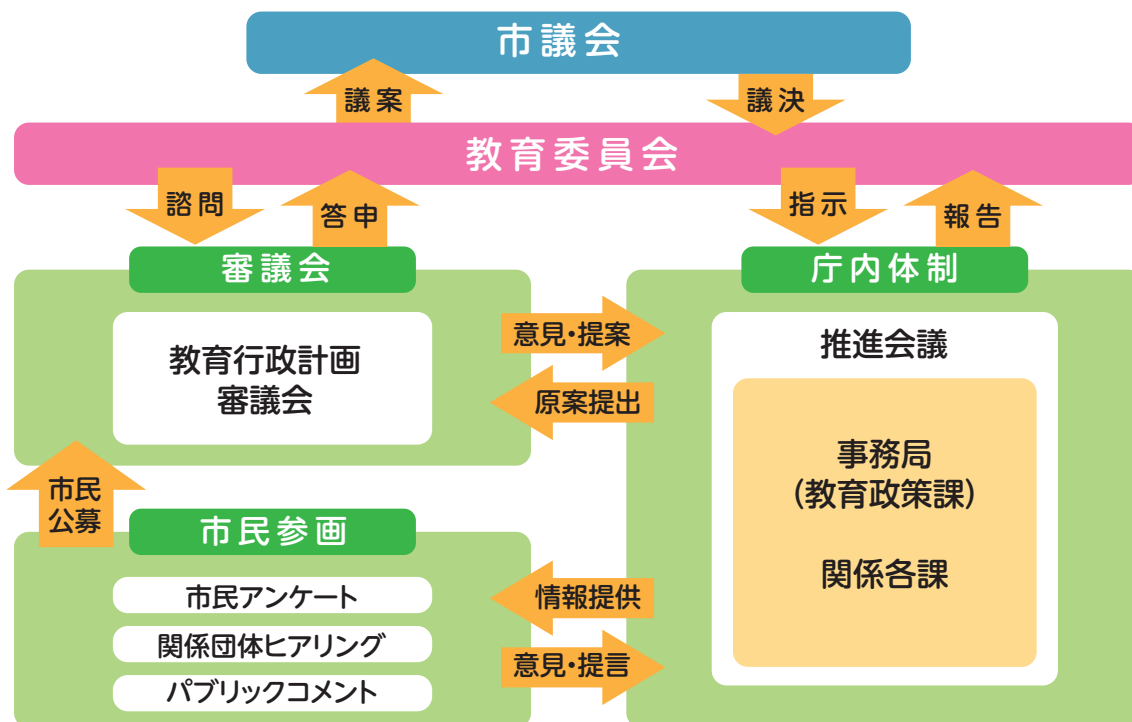 市議会
議案
議決
教育委員会
諮問
答申
指示
報告
審議会
教育行政計画
審議会
意見・提案
原案提出
庁内体制
推進会議
事務局
(教育政策課)
関係各課
市民
公募
市民参画
市民アンケート
関係団体ヒアリング
パブリックコメント
情報提供
意見・提言